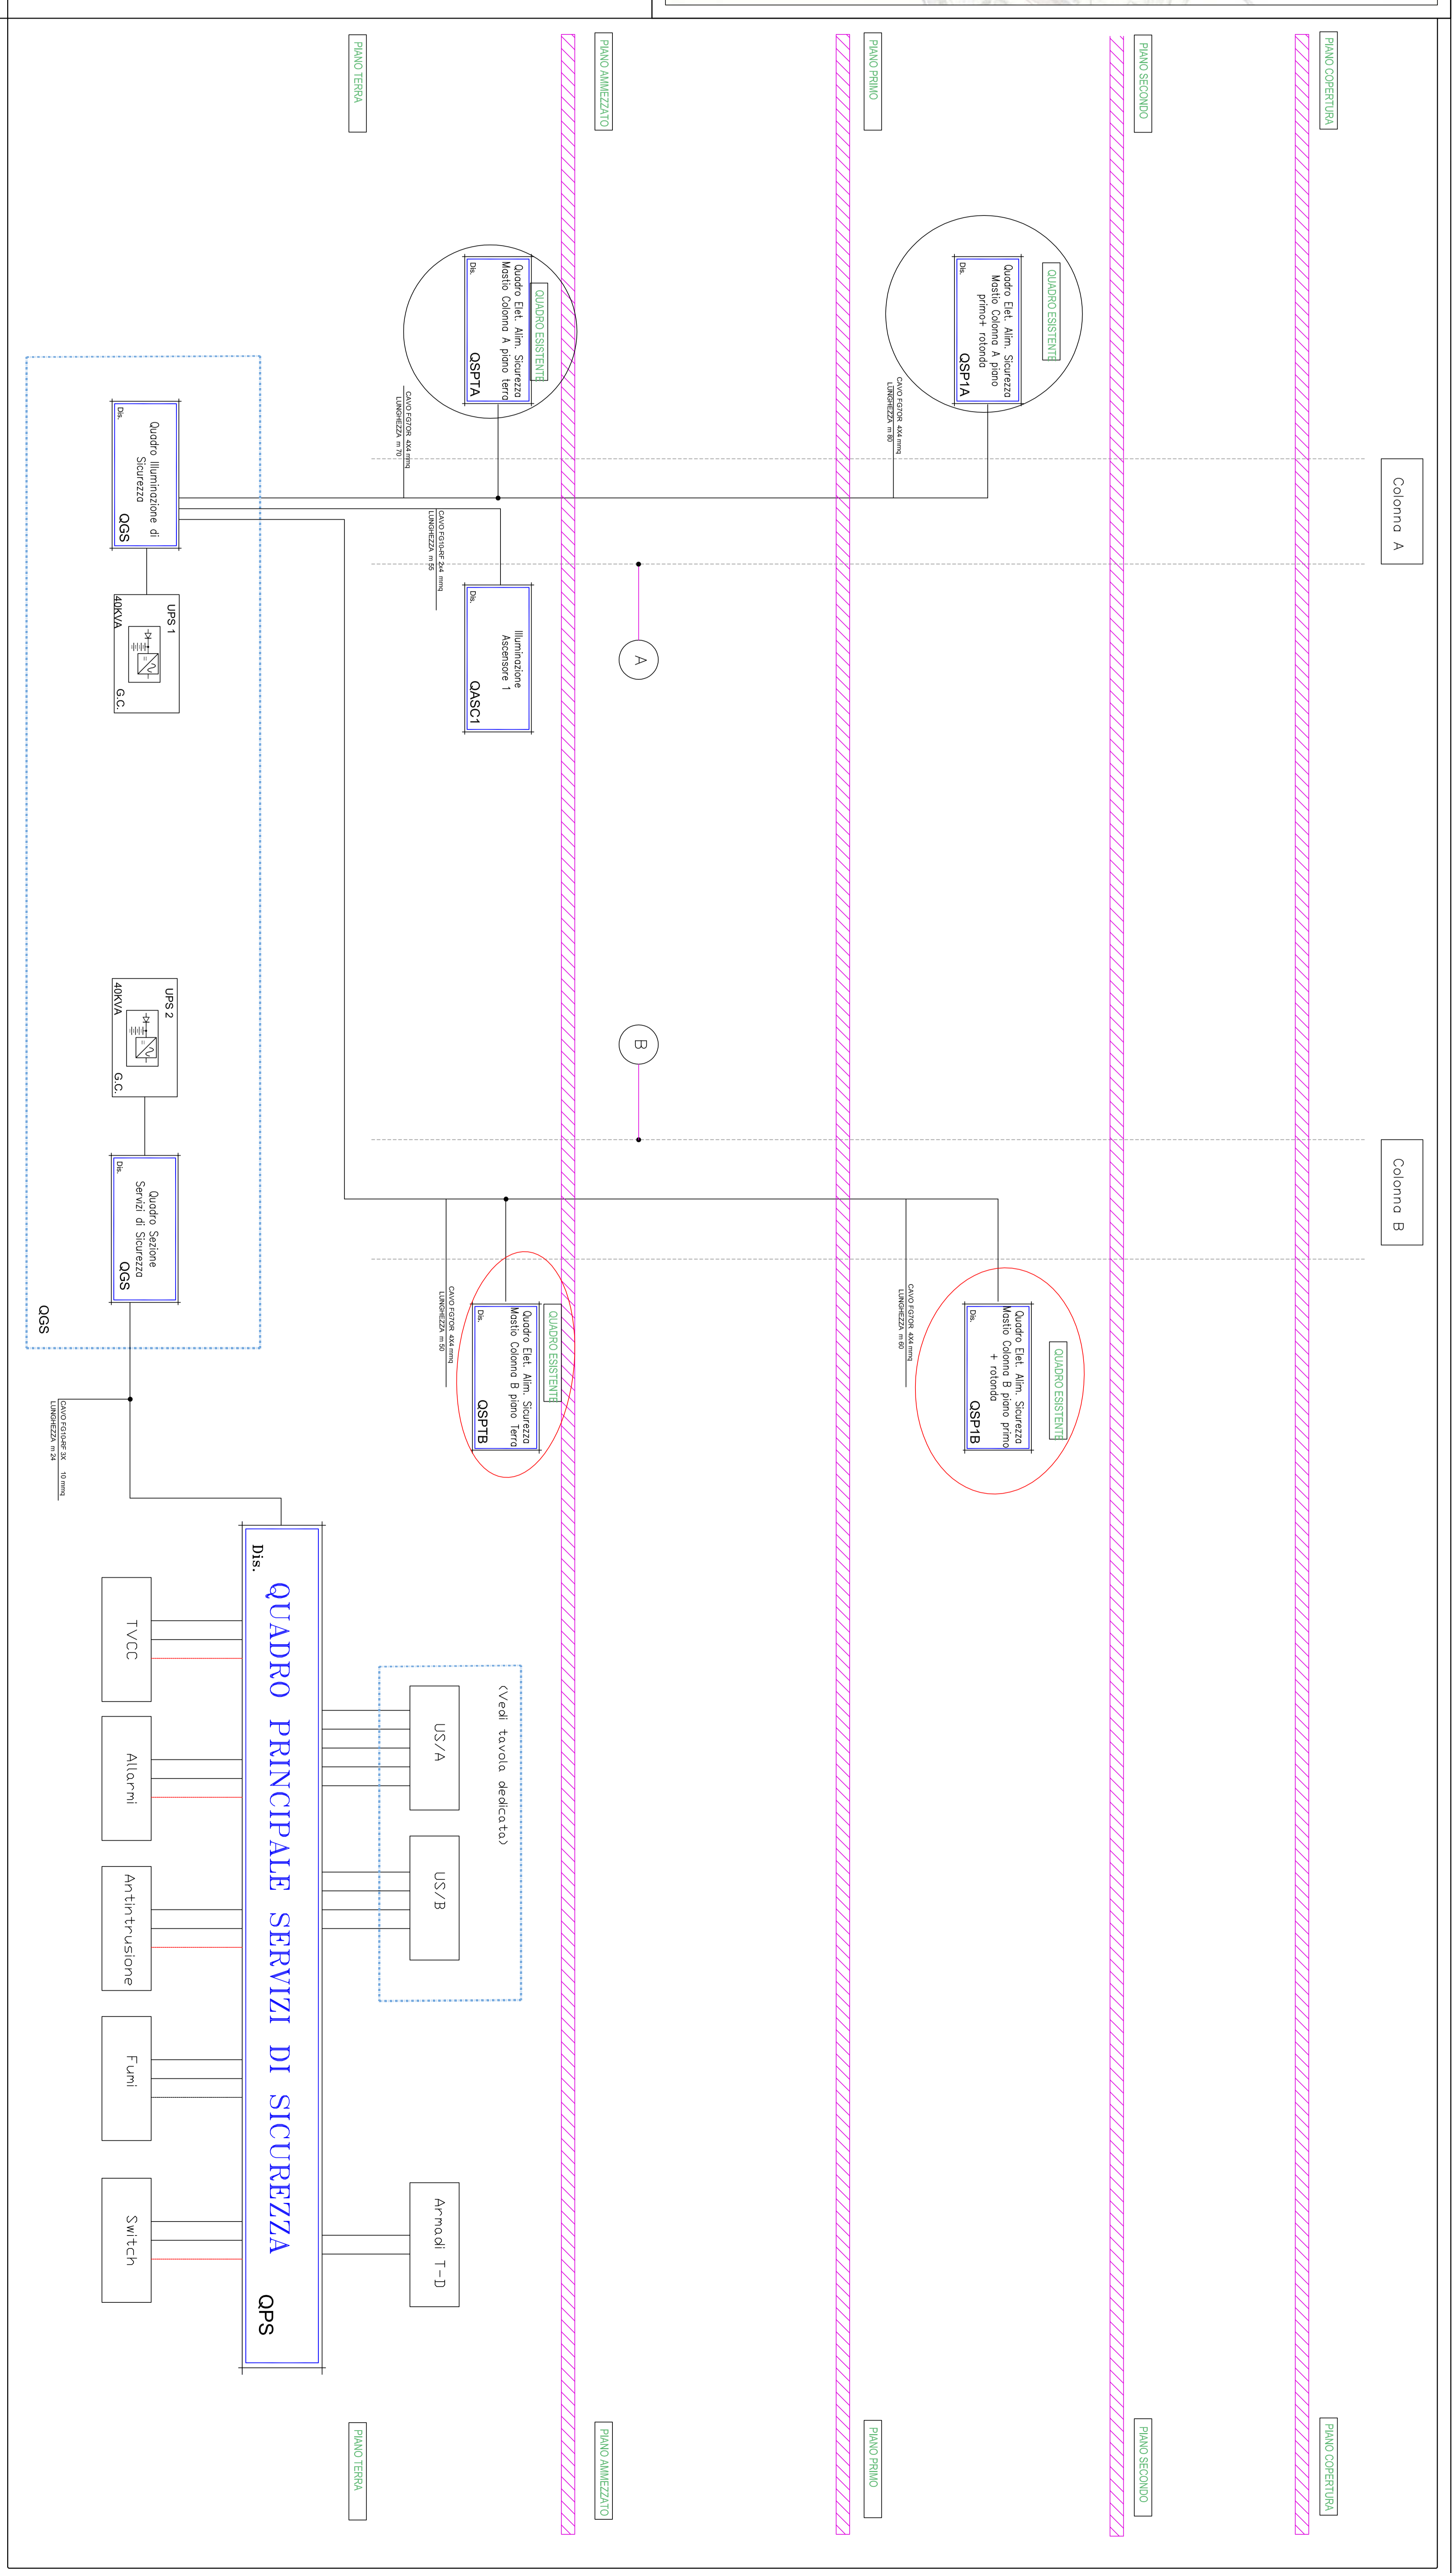 Colonna A
Colonna B
PIANO COPERTURA
PIANO COPERTURA
PIANO SECONDO
PIANO SECONDO
QUADRO ESISTENTE
Quadro Elet. Alim. Sicurezza
Mastio Colonna A piano
primo+ rotonda
Dis.
QSP1A
CAVO FG7OR 4X4 mmq
LUNGHEZZA m 80
QUADRO ESISTENTE
Quadro Elet. Alim. Sicurezza
Mastio Colonna B piano primo
+ rotonda
Dis.
QSP1B
CAVO FG7OR 4X4 mmq
LUNGHEZZA m 60
PIANO PRIMO
PIANO PRIMO
A
B
PIANO AMMEZZATO
PIANO AMMEZZATO
QUADRO ESISTENTE
Quadro Elet. Alim. Sicurezza
Mastio Colonna A piano terra
Dis.
QSPTA
CAVO FG7OR 4X4 mmq
LUNGHEZZA m 70
Illuminazione
Ascensore 1
Dis.
QASC1
CAVO FG10-RF 2x4 mmq
LUNGHEZZA m 55
QUADRO ESISTENTE
Quadro Elet. Alim. Sicurezza
Mastio Colonna B piano Terra
Dis.
QSPTB
CAVO FG7OR 4X4 mmq
LUNGHEZZA m 50
PIANO TERRA
PIANO TERRA
(Vedi tavola dedicata)
US/A
US/B
Armadi T-D
Quadro Illuminazione di
Sicurezza
Dis.
QGS
UPS 1
40KVA
G.C.
UPS 2
40KVA
G.C.
Quadro Sezione
Servizi di Sicurezza
Dis.
QGS
QGS
CAVO FG10-RF 3X 10 mmq
LUNGHEZZA m 24
Dis.
QUADRO PRINCIPALE SERVIZI DI SICUREZZA
QPS
TVCC
Allarmi
Antintrusione
Fumi
Switch